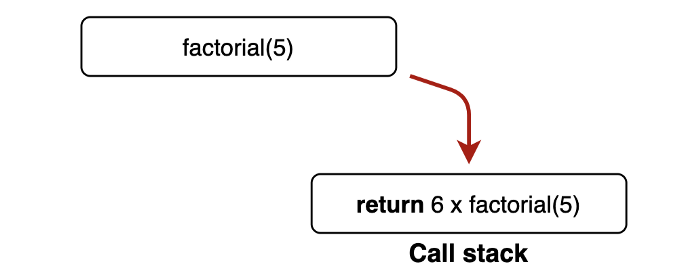 factorial(5)
return 6 x factorial(5)
Call stack